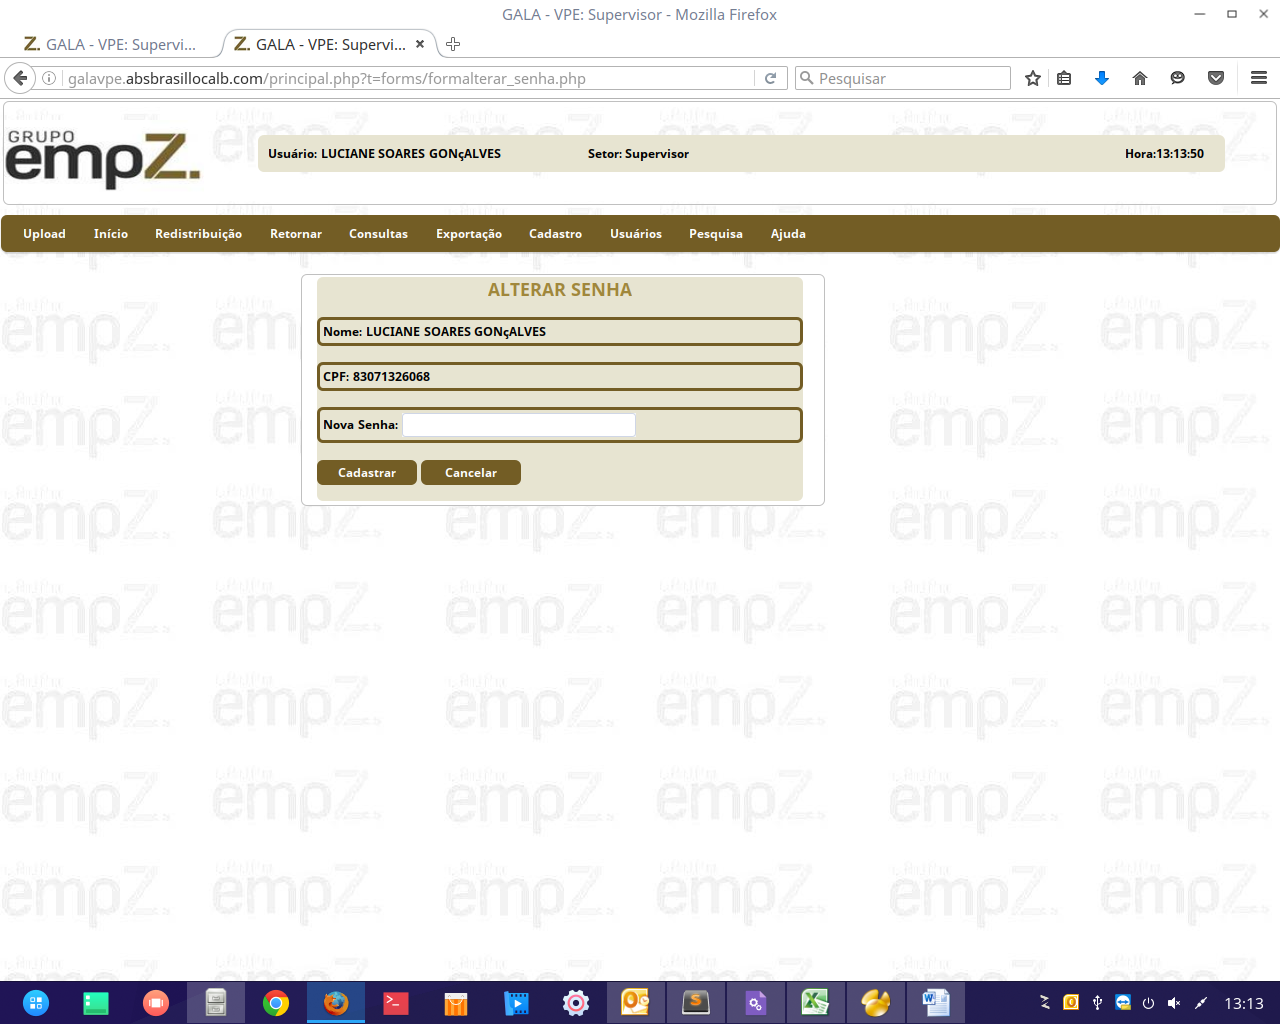 GALA - VPE: Supervisor - Mozilla Firefox
GALA - VPE: Supervi...
GALA - VPE: Supervi...
galavpe.absbrasillocalb.com/principal.php?t=forms/formalterar_senha.php
Pesquisar
GRUPO
empZ.
Usuário: LUCIANE SOARES GONçALVES
Setor: Supervisor
Hora:13:13:50
Upload
Início
Redistribuição
Retornar
Consultas
Exportação
Cadastro
Usuários
Pesquisa
Ajuda
ALTERAR SENHA
Nome: LUCIANE SOARES GONçALVES
CPF: 83071326068
Nova Senha:
Cadastrar
Cancelar
13:13